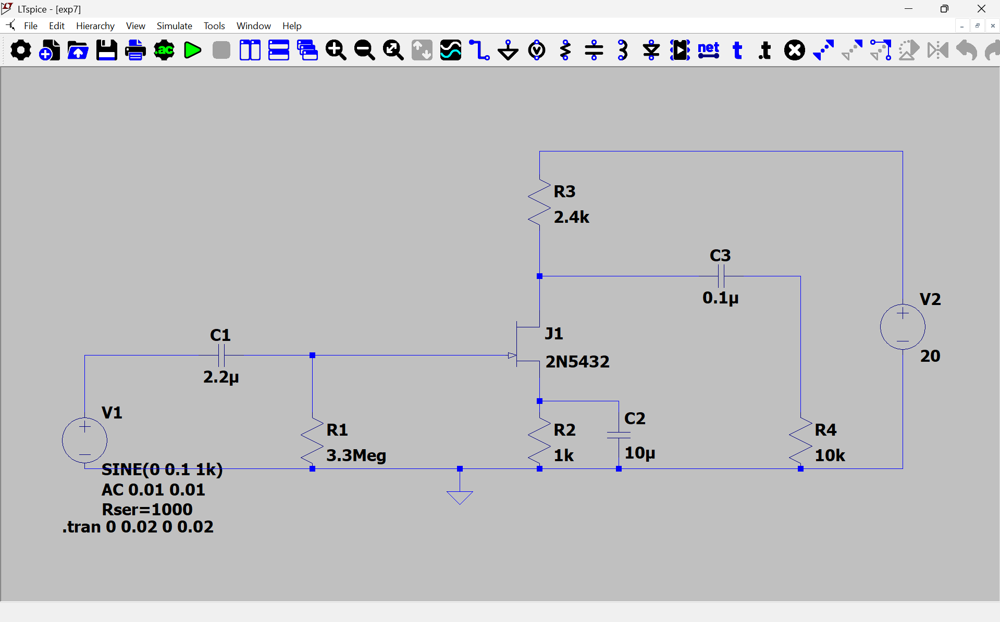 LTspice - [exp7]
File Edit Hierarchy View Simulate Tools Window Help
.ac
net
t
.t
R3
2.4k
C3
0.1µ
V2
20
C1
2.2µ
J1
2N5432
V1
R1
3.3Meg
R2
1k
C2
10µ
R4
10k
SINE(0 0.1 1k)
AC 0.01 0.01
Rser=1000
.tran 0 0.02 0 0.02